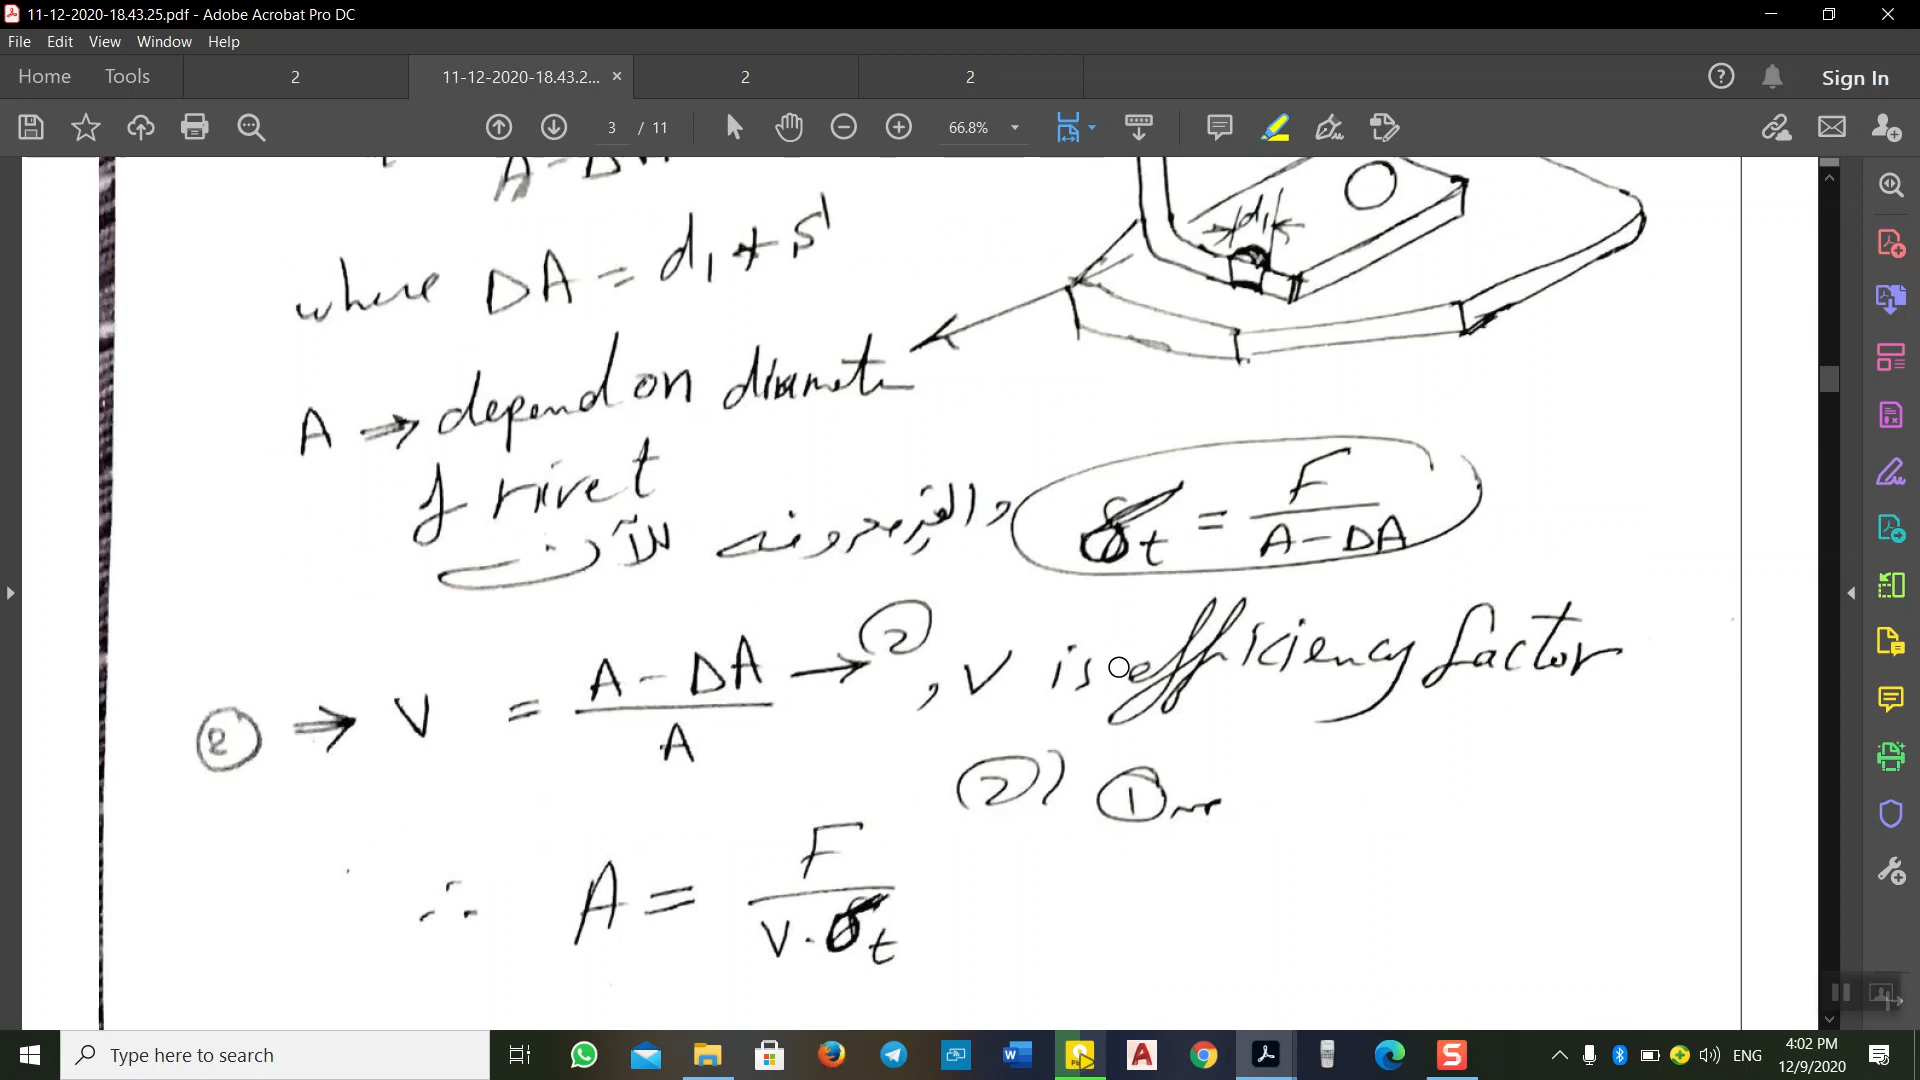 11-12-2020-18.43.25.pdf - Adobe Acrobat Pro DC
File Edit View Window Help
Home Tools 2 11-12-2020-18.43.2... × 2 2 Sign In
3 / 11 66.8%
A - DA
where DA = d1 * s
d1
A ⇒ depend on diameter
of rivet
σt = F / (A - DA)
للآن
② ⇒ V = (A - DA) / A → ②, V is efficiency factor
② ①
∴ A = F / (V . σt)
Type here to search
ENG
4:02 PM
12/9/2020